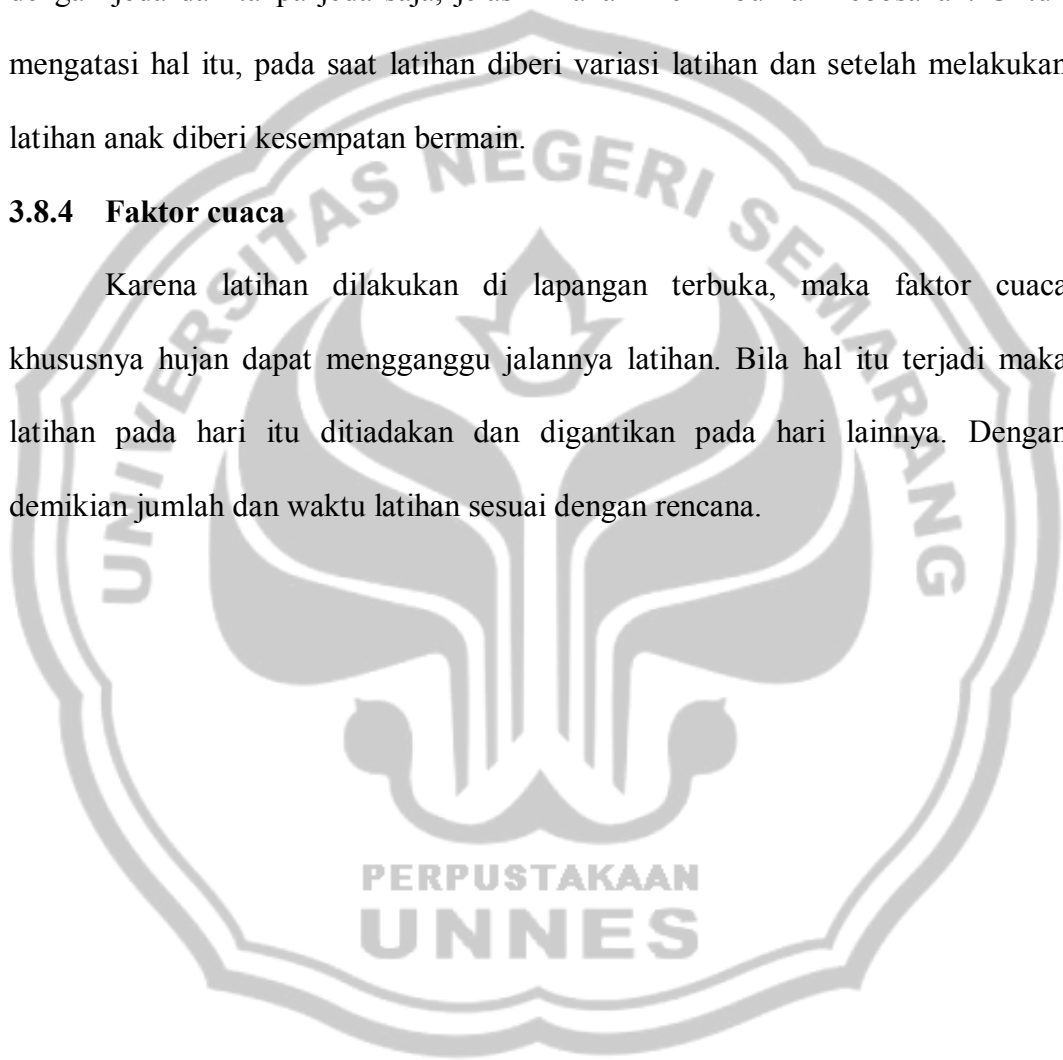 mengatasi hal itu, pada saat latihan diberi variasi latihan dan setelah melakukan
latihan anak diberi kesempatan bermain.
3.8.4 Faktor cuaca
Karena latihan dilakukan di lapangan terbuka, maka faktor cuaca
khususnya hujan dapat mengganggu jalannya latihan. Bila hal itu terjadi maka
latihan pada hari itu ditiadakan dan digantikan pada hari lainnya. Dengan
demikian jumlah dan waktu latihan sesuai dengan rencana.
UNIVERSITAS NEGERI SEMARANG
PERPUSTAKAAN
UNNES